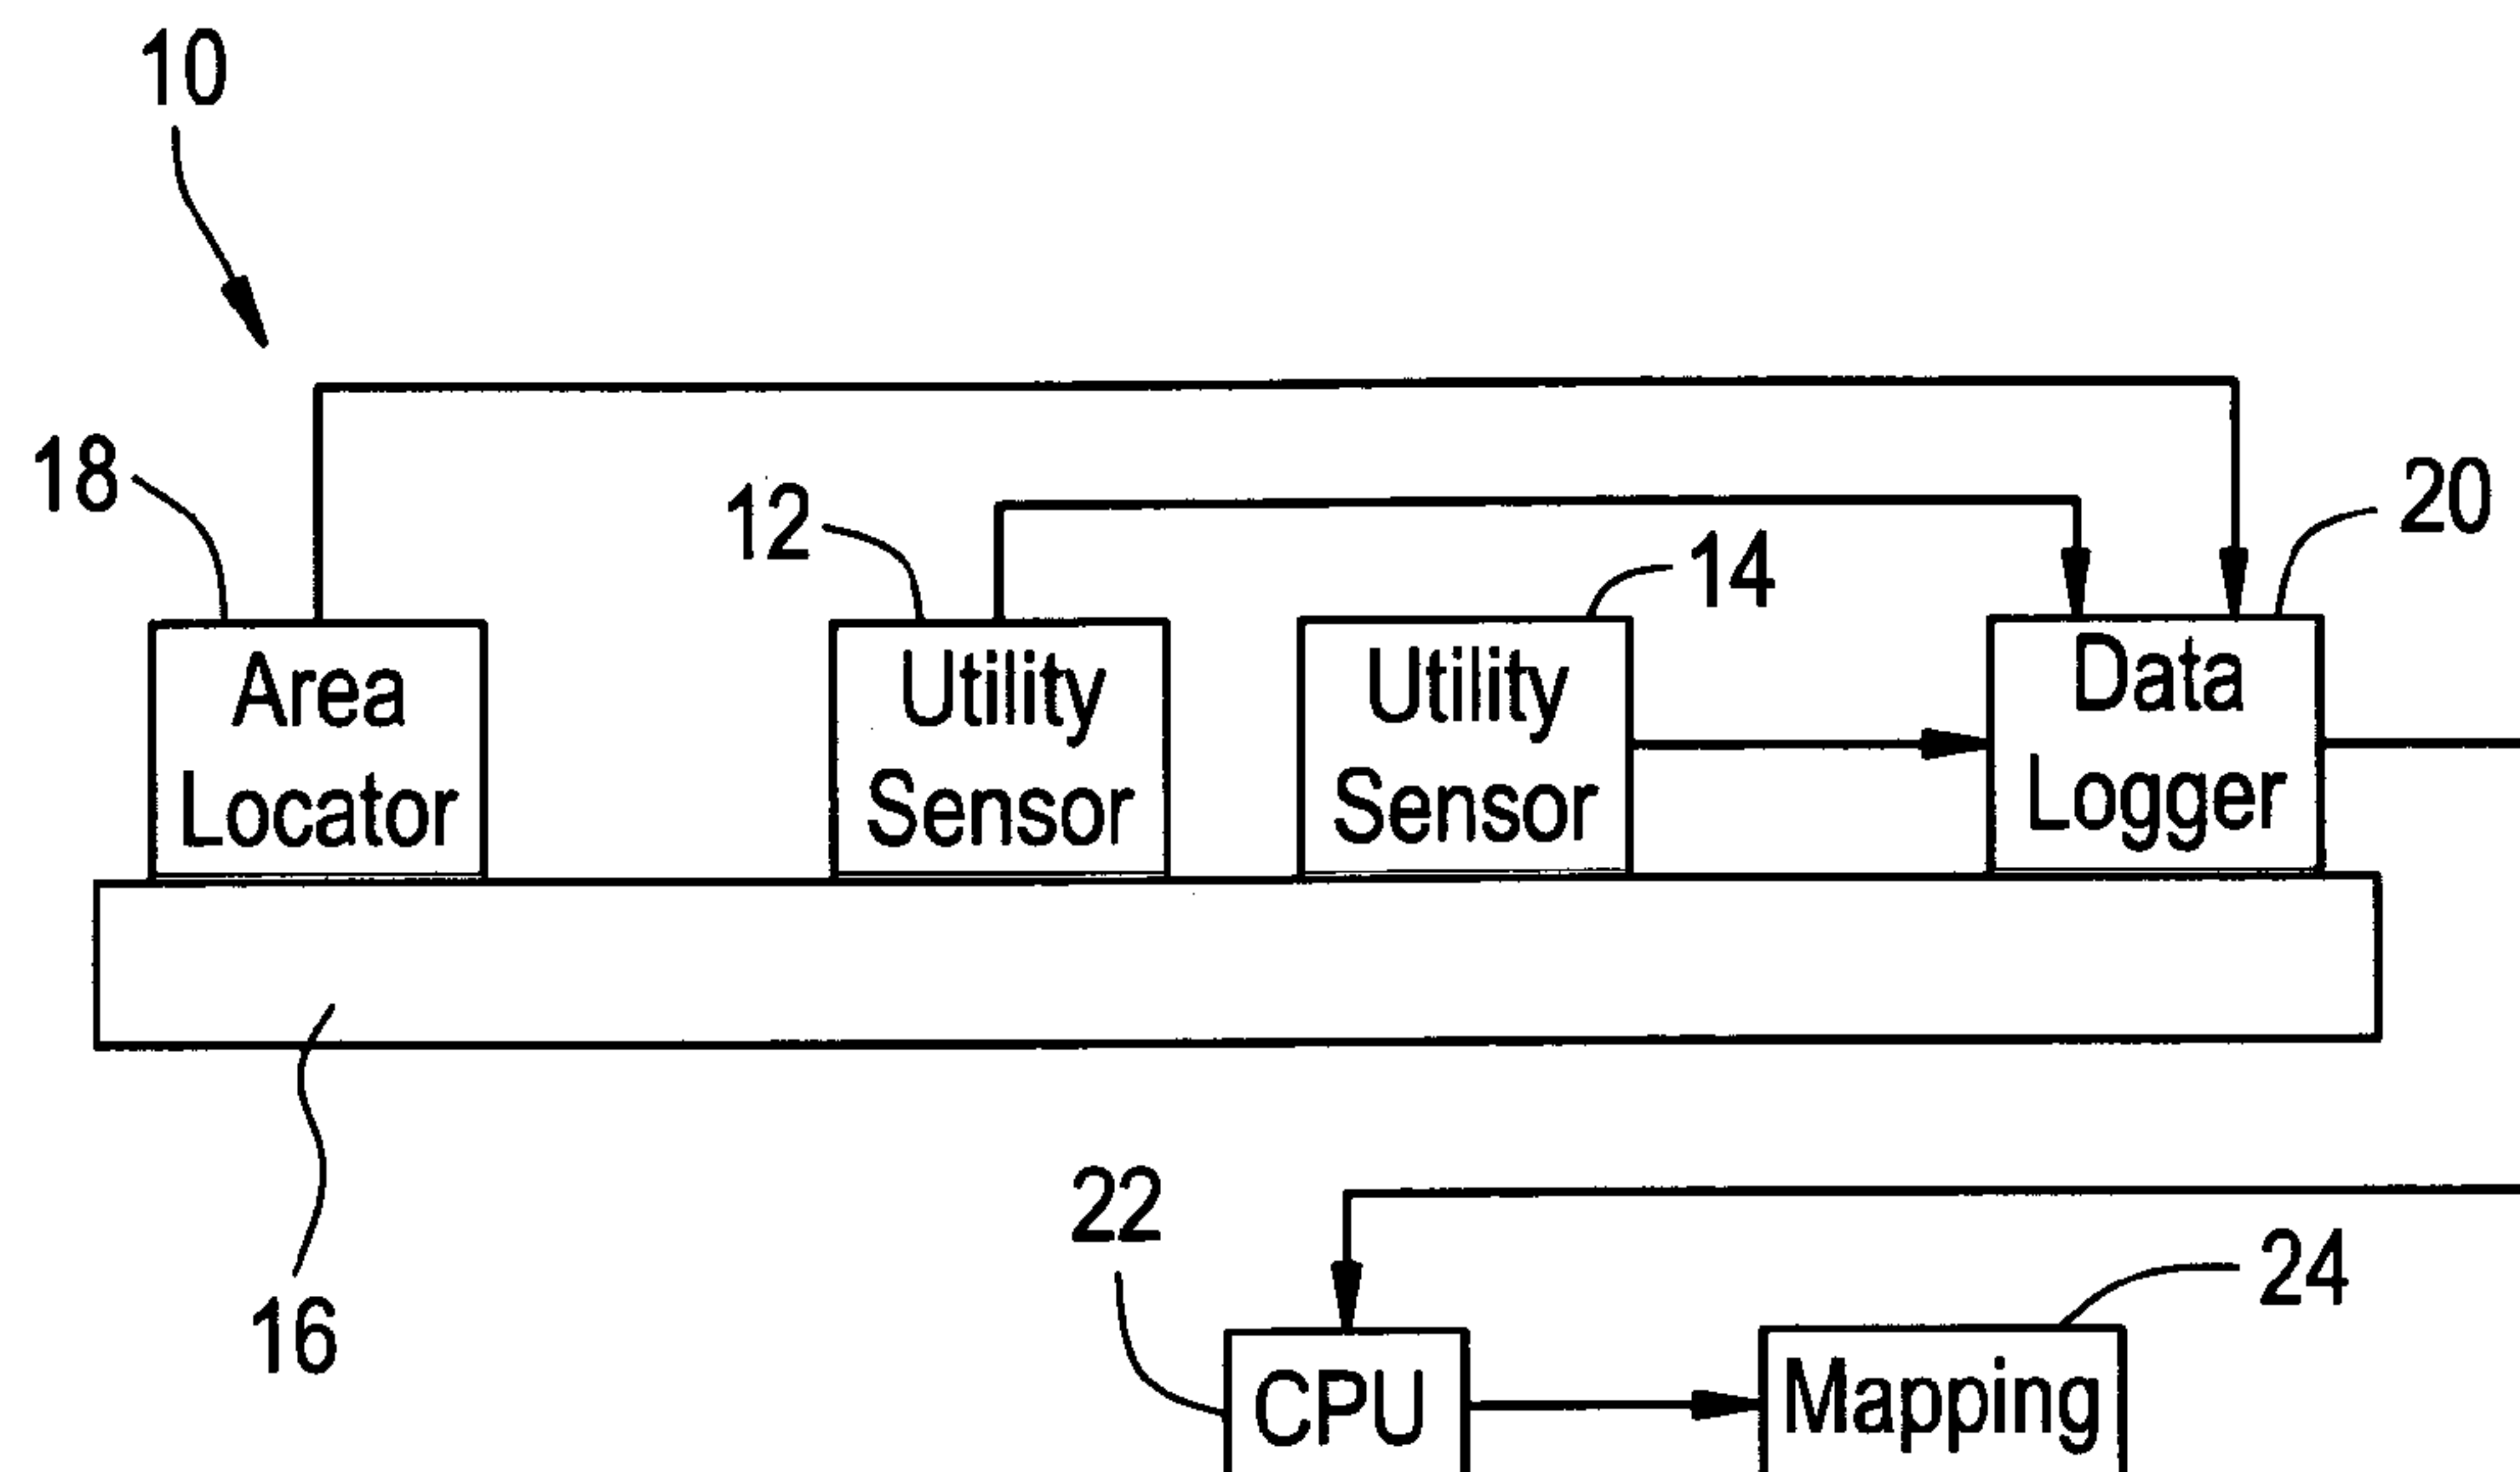 10
18
12
14
20
Area
Locator
Utility
Sensor
Utility
Sensor
Data
Logger
16
22
24
CPU
Mapping